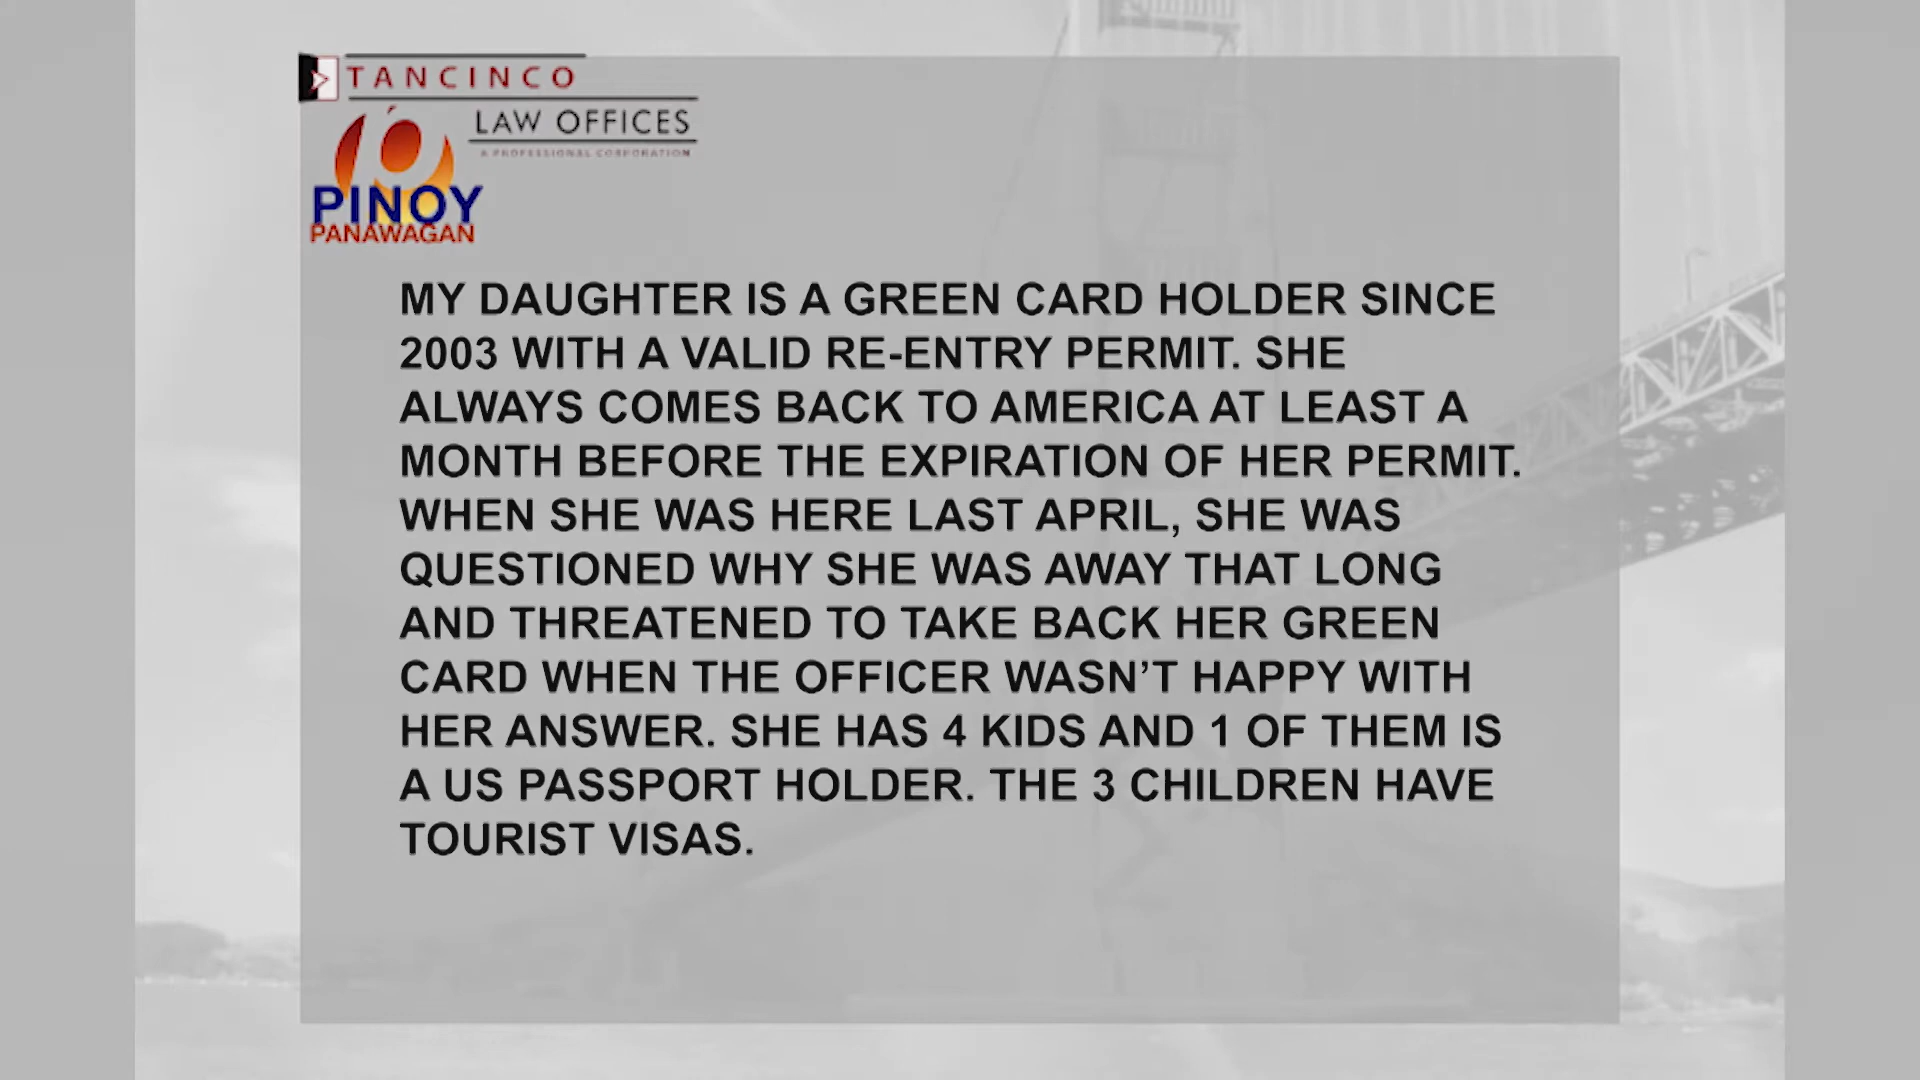 TANCINCO
LAW OFFICES
A PROFESSIONAL CORPORATION
PINOY
PANAWAGAN
MY DAUGHTER IS A GREEN CARD HOLDER SINCE
2003 WITH A VALID RE-ENTRY PERMIT. SHE
ALWAYS COMES BACK TO AMERICA AT LEAST A
MONTH BEFORE THE EXPIRATION OF HER PERMIT.
WHEN SHE WAS HERE LAST APRIL, SHE WAS
QUESTIONED WHY SHE WAS AWAY THAT LONG
AND THREATENED TO TAKE BACK HER GREEN
CARD WHEN THE OFFICER WASN’T HAPPY WITH
HER ANSWER. SHE HAS 4 KIDS AND 1 OF THEM IS
A US PASSPORT HOLDER. THE 3 CHILDREN HAVE
TOURIST VISAS.